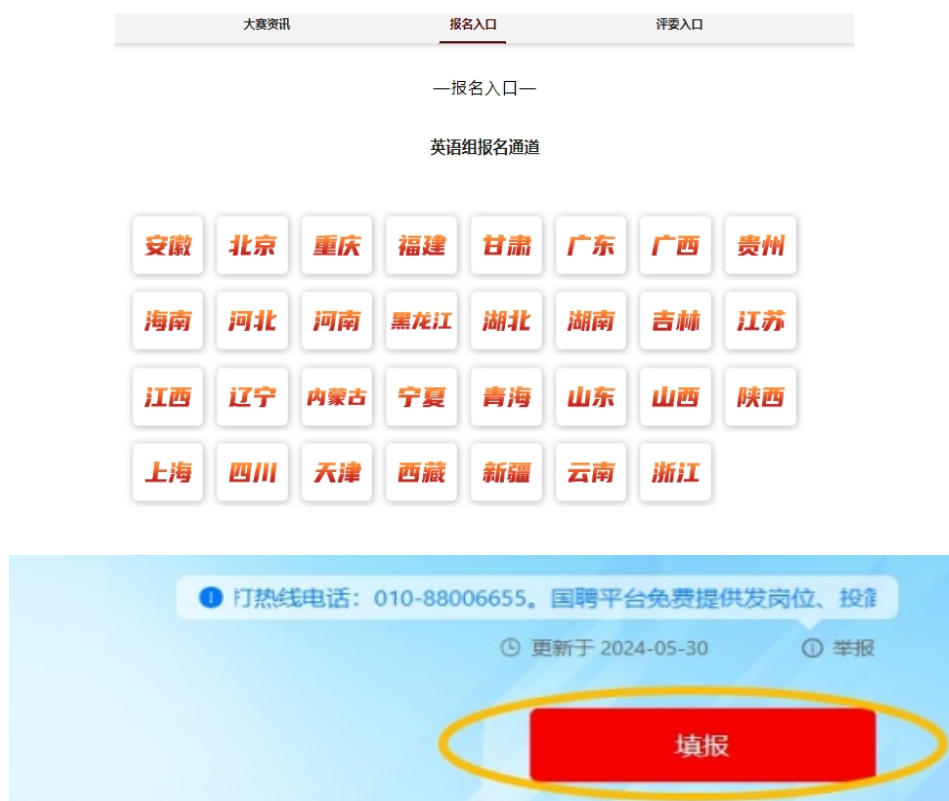 大赛资讯 报名入口 评委入口
—报名入口—
英语组报名通道
安徽 北京 重庆 福建 甘肃 广东 广西 贵州
海南 河北 河南 黑龙江 湖北 湖南 吉林 江苏
江西 辽宁 内蒙古 宁夏 青海 山东 山西 陕西
上海 四川 天津 西藏 新疆 云南 浙江
打热线电话：010-88006655。国聘平台免费提供发岗位、投简
更新于 2024-05-30 举报
填报